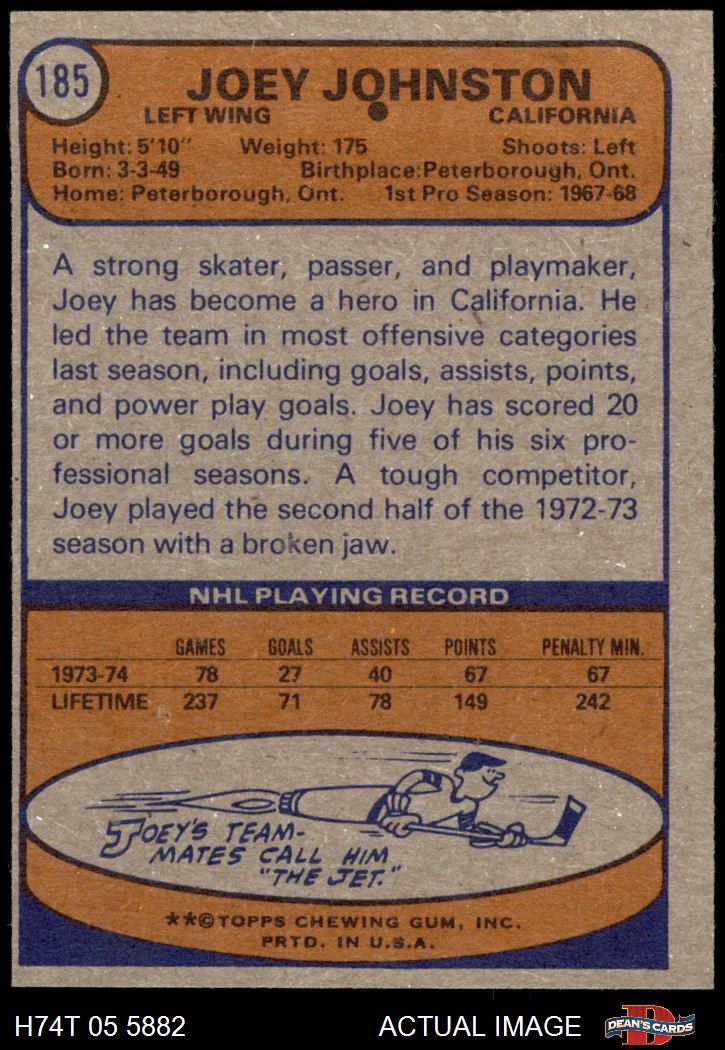 185
JOEY JOHNSTON
LEFT WING CALIFORNIA
Height: 5'10" Weight: 175 Shoots: Left
Born: 3-3-49 Birthplace: Peterborough, Ont.
Home: Peterborough, Ont. 1st Pro Season: 1967-68
A strong skater, passer, and playmaker,
Joey has become a hero in California. He
led the team in most offensive categories
last season, including goals, assists, points,
and power play goals. Joey has scored 20
or more goals during five of his six pro-
fessional seasons. A tough competitor,
Joey played the second half of the 1972-73
season with a broken jaw.
NHL PLAYING RECORD
GAMES GOALS ASSISTS POINTS PENALTY MIN.
1973-74 78 27 40 67 67
LIFETIME 237 71 78 149 242
JOEY'S TEAM-
MATES CALL HIM
"THE JET."
**©TOPPS CHEWING GUM, INC.
PRTD. IN U.S.A.
H74T 05 5882 ACTUAL IMAGE DEAN'S CARDS